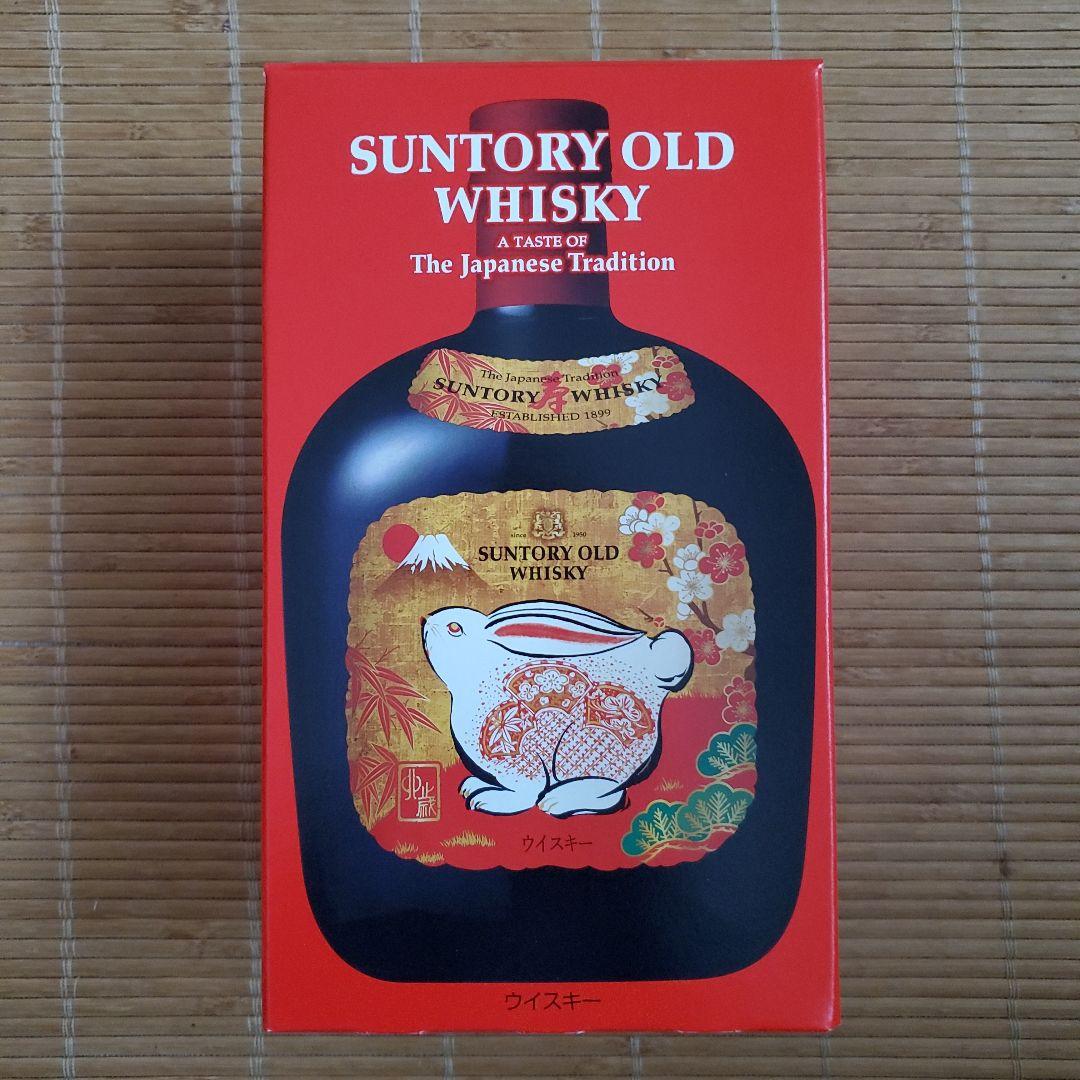 SUNTORY OLD
WHISKY
A TASTE OF
The Japanese Tradition
The Japanese Tradition
SUNTORY 寿 WHISKY
ESTABLISHED 1899
since 1950
SUNTORY OLD
WHISKY
ウイスキー
ウイスキー